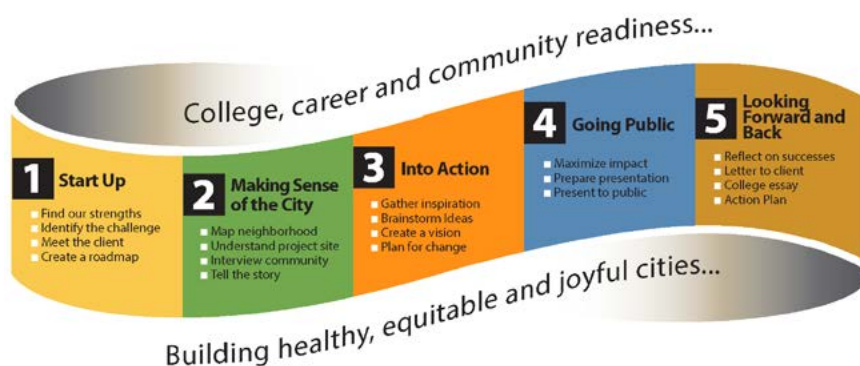 College, career and community readiness...
1 Start Up
Find our strengths
Identify the challenge
Meet the client
Create a roadmap
2 Making Sense
of the City
Map neighborhood
Understand project site
Interview community
Tell the story
3 Into Action
Gather inspiration
Brainstorm Ideas
Create a vision
Plan for change
4 Going Public
Maximize impact
Prepare presentation
Present to public
5 Looking
Forward and
Back
Reflect on successes
Letter to client
College essay
Action Plan
Building healthy, equitable and joyful cities...